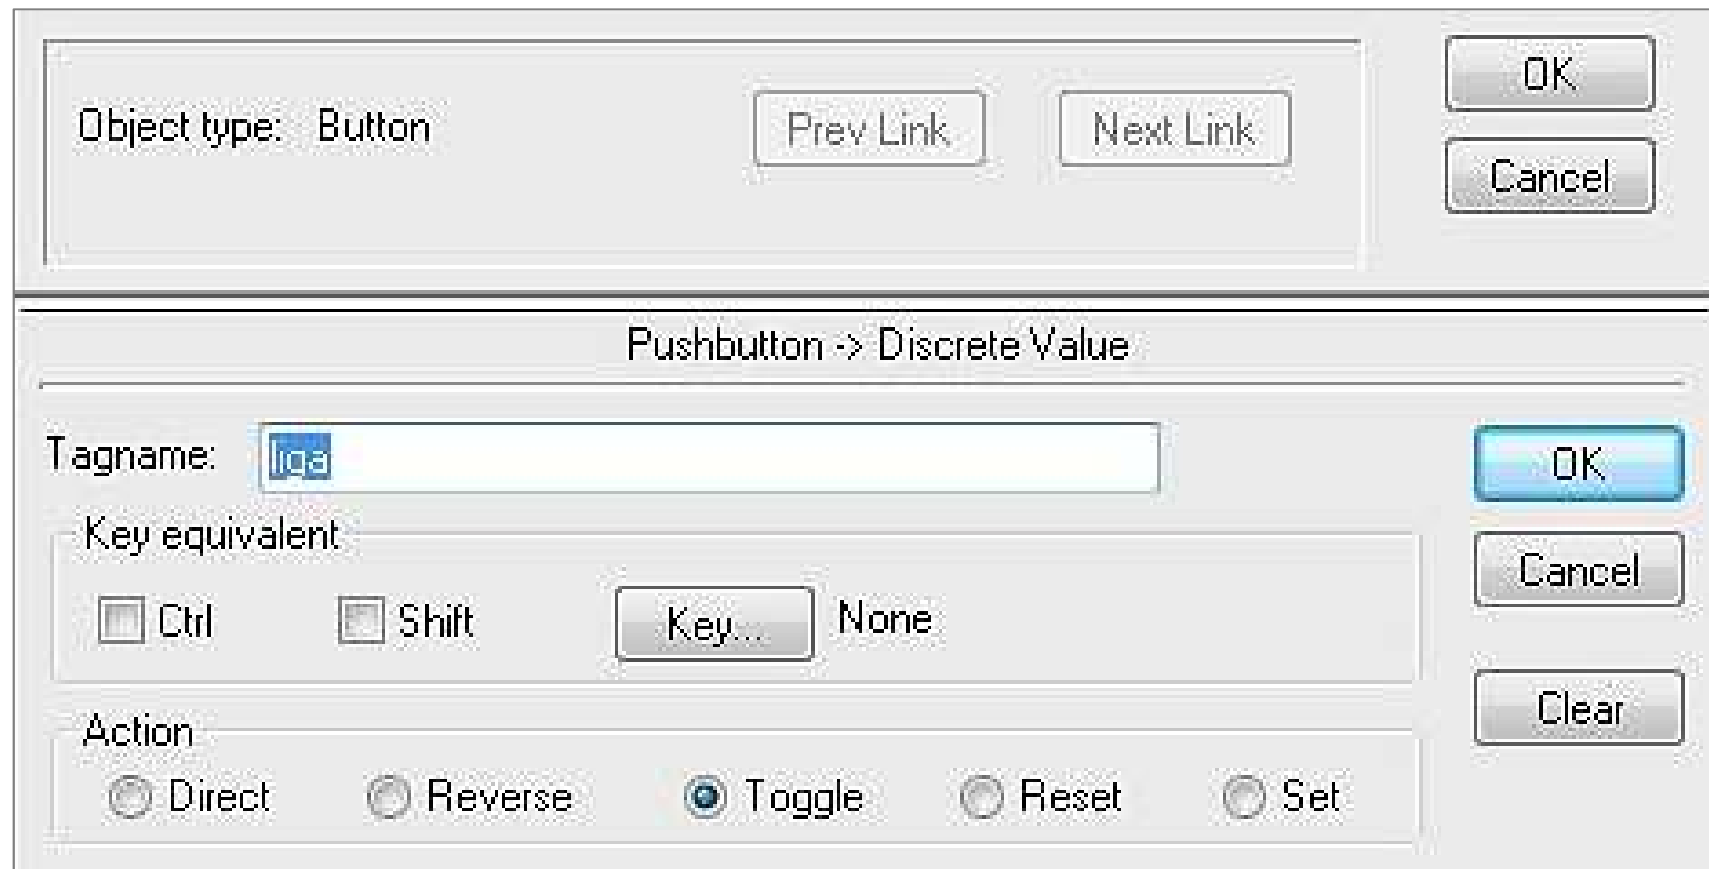 OK
Object type: Button Prev Link Next Link
Cancel
Pushbutton -> Discrete Value
Tagname: liga OK
Key equivalent
Ctrl Shift Key... None Cancel
Action Clear
Direct Reverse Toggle Reset Set